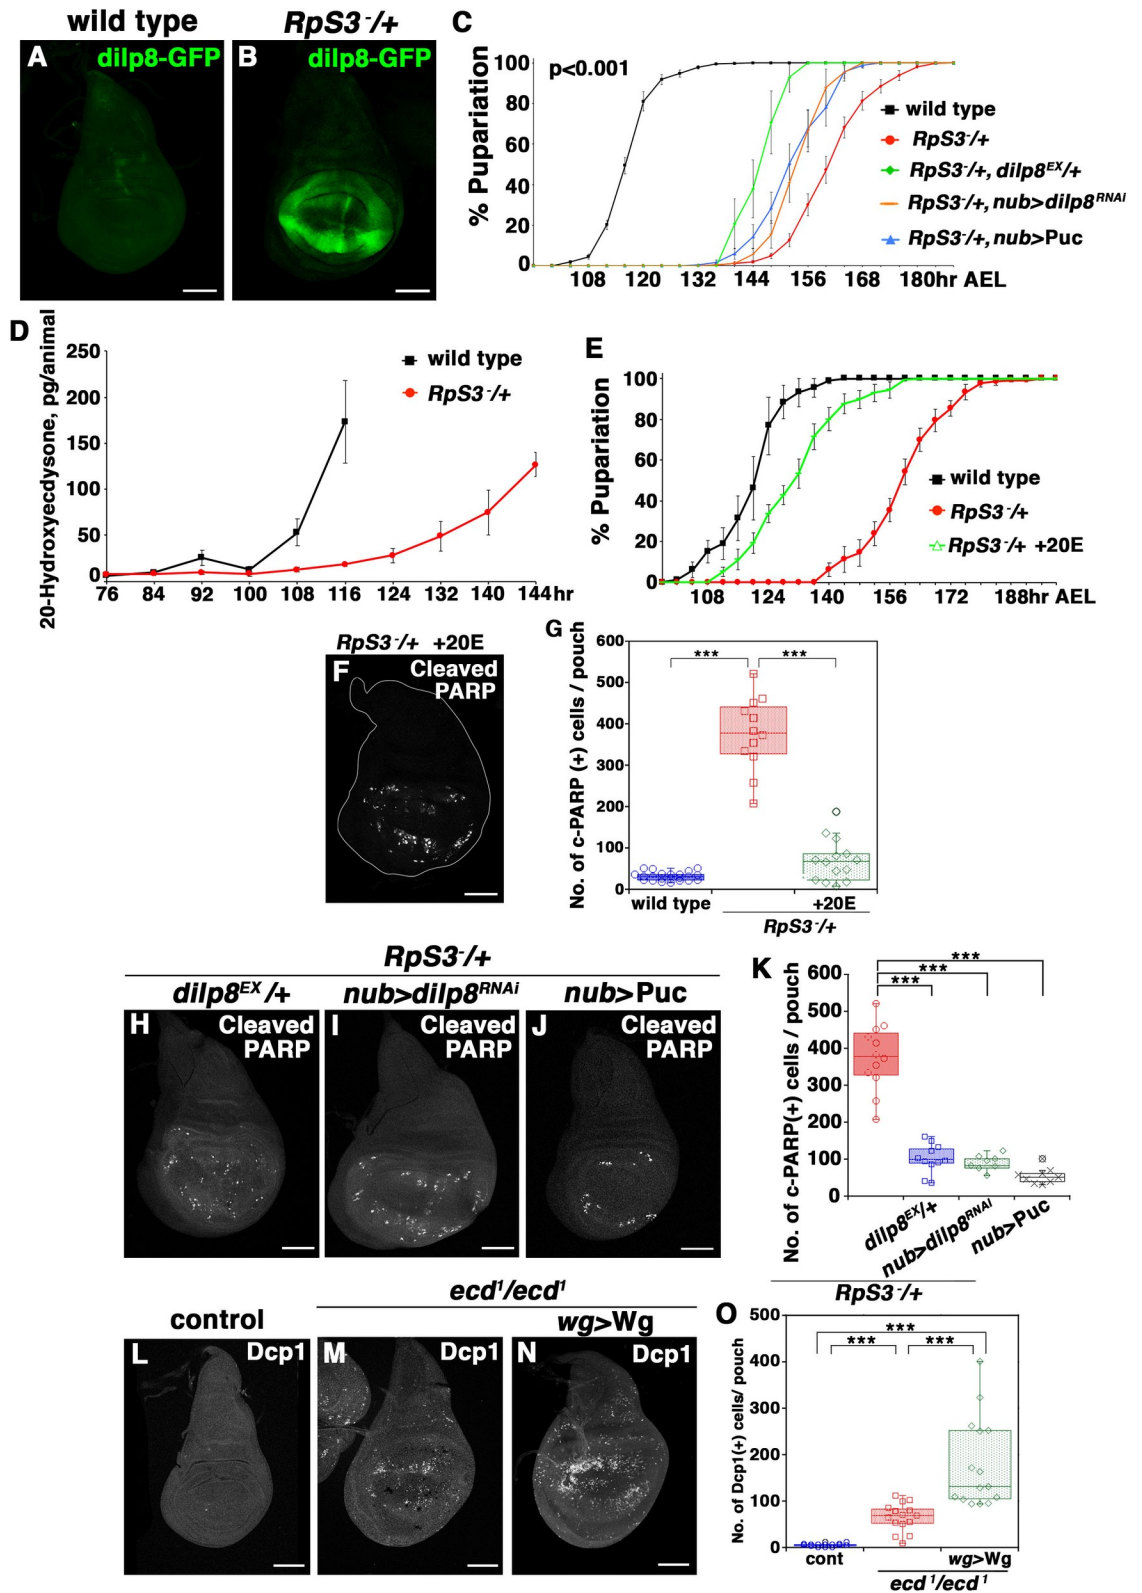 wild type
RpS3⁻/+
A
dilp8-GFP
B
dilp8-GFP
C
% Pupariation
100
80
60
40
20
0
p<0.001
wild type
RpS3⁻/+
RpS3⁻/+, dilp8ᴱˣ/+
RpS3⁻/+, nub>dilp8ᴿᴺᴬⁱ
RpS3⁻/+, nub>Puc
108 120 132 144 156 168 180hr AEL
D
20-Hydroxyecdysone, pg/animal
250
200
150
100
50
0
wild type
RpS3⁻/+
76 84 92 100 108 116 124 132 140 144hr
E
% Pupariation
100
80
60
40
20
0
wild type
RpS3⁻/+
RpS3⁻/+ +20E
108 124 140 156 172 188hr AEL
RpS3⁻/+ +20E
F
Cleaved
PARP
G
No. of c-PARP (+) cells / pouch
600
500
400
300
200
100
0
*** ***
wild type +20E
RpS3⁻/+
RpS3⁻/+
dilp8ᴱˣ/+ nub>dilp8ᴿᴺᴬⁱ nub>Puc
H
Cleaved
PARP
I
Cleaved
PARP
J
Cleaved
PARP
K
No. of c-PARP(+) cells / pouch
600
500
400
300
200
100
0
***
***
***
dilp8ᴱˣ/+
nub>dilp8ᴿᴺᴬⁱ
nub>Puc
RpS3⁻/+
ecd¹/ecd¹
control
wg>Wg
L
Dcp1
M
Dcp1
N
Dcp1
O
No. of Dcp1(+) cells/ pouch
500
400
300
200
100
0
***
*** ***
cont wg>Wg
ecd¹/ecd¹